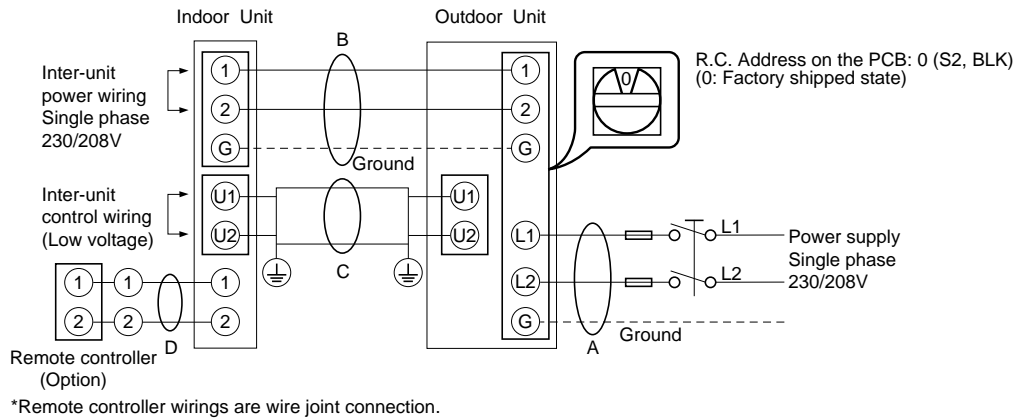 Indoor Unit
Outdoor Unit
B
R.C. Address on the PCB: 0 (S2, BLK)
(0: Factory shipped state)
0
Inter-unit
power wiring
Single phase
230/208V
1
1
2
2
G
G
Ground
Inter-unit
control wiring
(Low voltage)
U1
U1
U2
U2
C
L1
L1
L2
L2
Power supply
Single phase
230/208V
G
Ground
A
1
1
1
2
2
2
D
Remote controller
(Option)
*Remote controller wirings are wire joint connection.